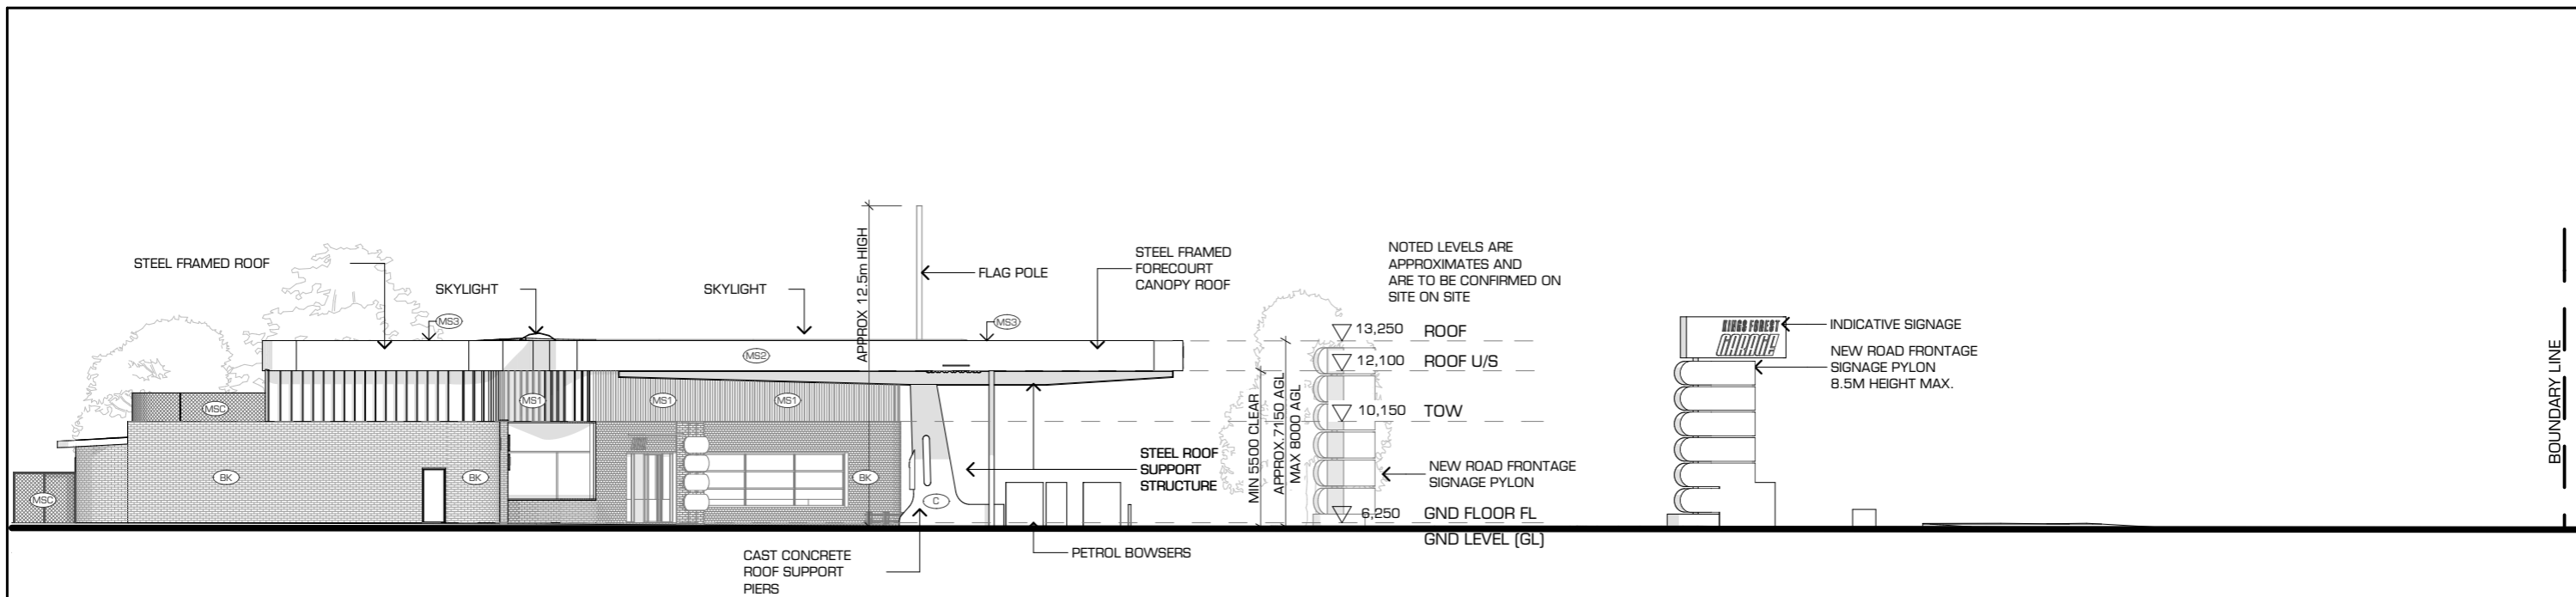 STEEL FRAMED ROOF
SKYLIGHT
MS3
SKYLIGHT
APPROX 12.5m HIGH
FLAG POLE
MS3
STEEL FRAMED
FORECOURT
CANOPY ROOF
NOTED LEVELS ARE
APPROXIMATES AND
ARE TO BE CONFIRMED ON
SITE ON SITE
13,250 ROOF
12,100 ROOF U/S
10,150 TOW
6,250 GND FLOOR FL
GND LEVEL (GL)
MS2
MSC
MS1
MS1
MS1
BK
BK
BK
MSC
C
STEEL ROOF
SUPPORT
STRUCTURE
MIN 5500 CLEAR
APPROX.7150 AGL
MAX 8000 AGL
NEW ROAD FRONTAGE
SIGNAGE PYLON
CAST CONCRETE
ROOF SUPPORT
PIERS
PETROL BOWSERS
KINGS FOREST
GARAGE
INDICATIVE SIGNAGE
NEW ROAD FRONTAGE
SIGNAGE PYLON
8.5M HEIGHT MAX.
BOUNDARY LINE